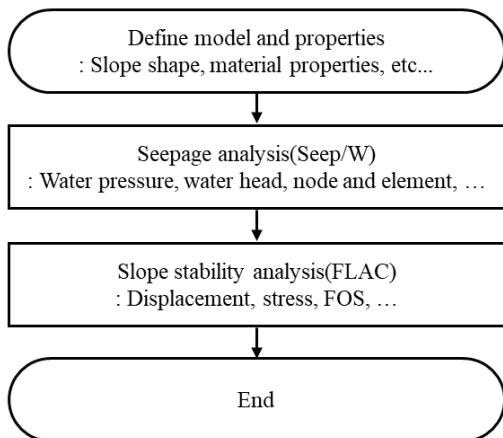 Define model and properties
: Slope shape, material properties, etc...
Seepage analysis(Seep/W)
: Water pressure, water head, node and element, …
Slope stability analysis(FLAC)
: Displacement, stress, FOS, …
End